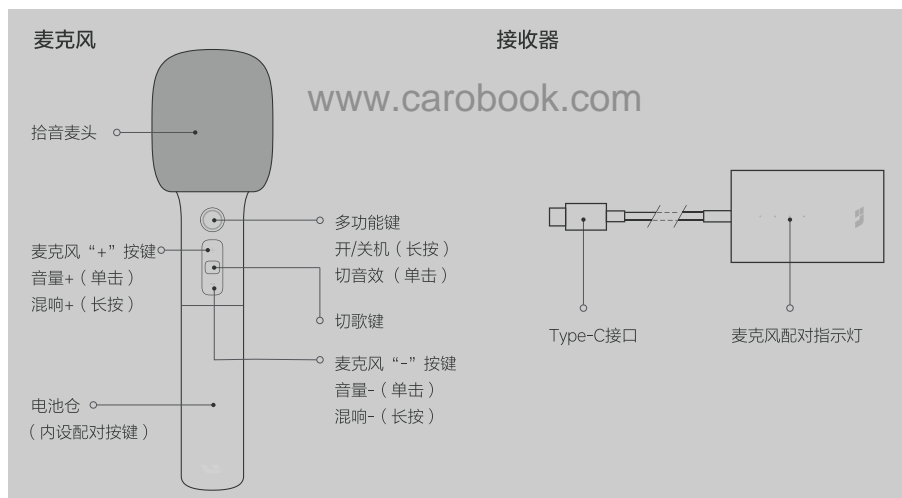 麦克风
接收器
www.carobook.com
拾音麦头
多功能键
开/关机（长按）
切音效（单击）
麦克风“+”按键
音量+（单击）
混响+（长按）
切歌键
麦克风“-”按键
音量-（单击）
混响-（长按）
电池仓
（内设配对按键）
Type-C接口
麦克风配对指示灯